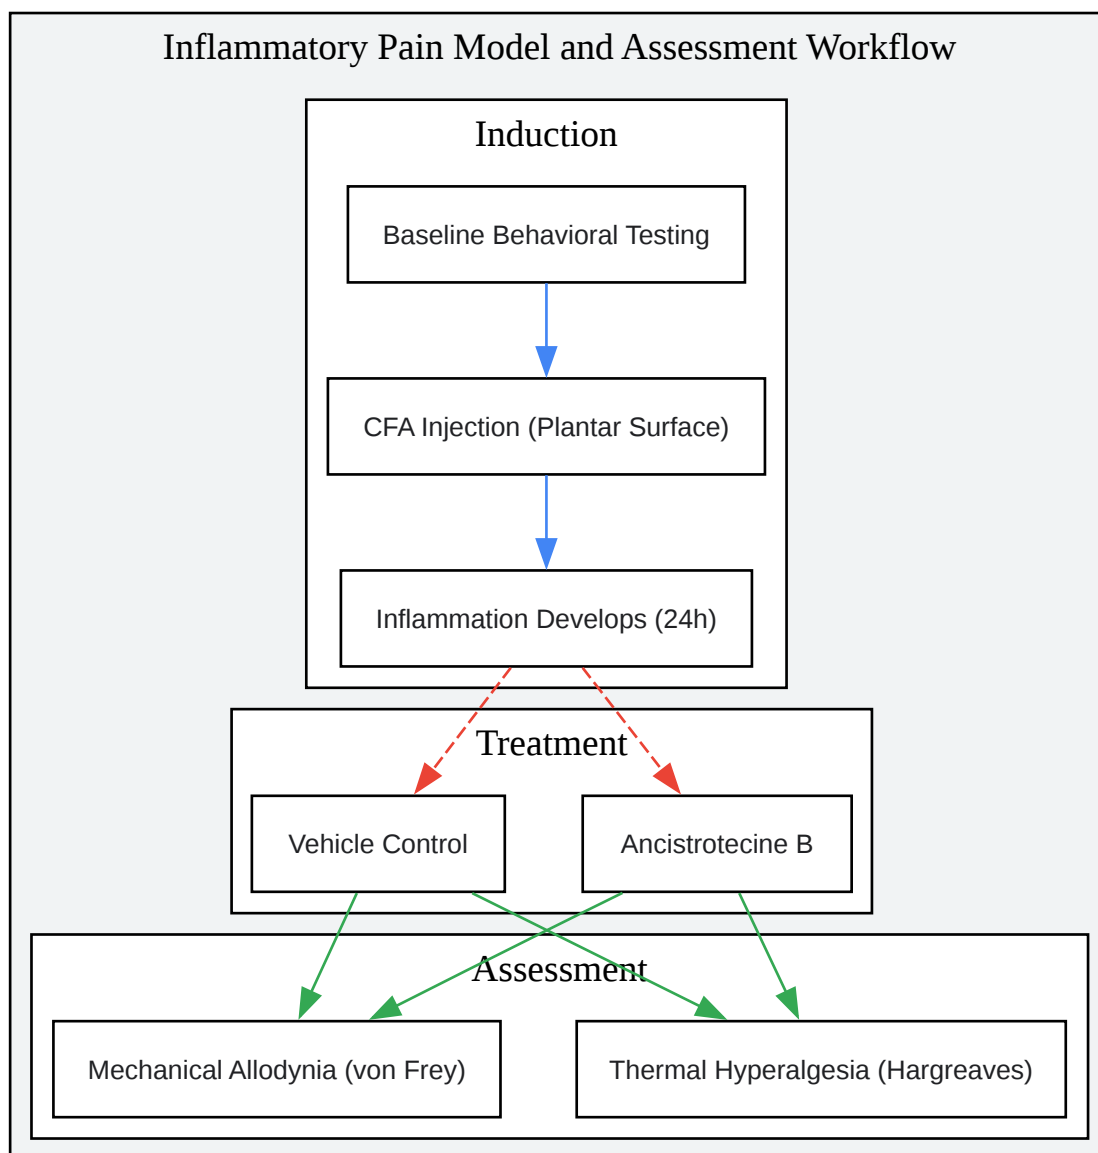 Inflammatory Pain Model and Assessment Workflow
Induction
Baseline Behavioral Testing
CFA Injection (Plantar Surface)
Inflammation Develops (24h)
Treatment
Vehicle Control
Ancistrotecine B
Assessment
Mechanical Allodynia (von Frey)
Thermal Hyperalgesia (Hargreaves)